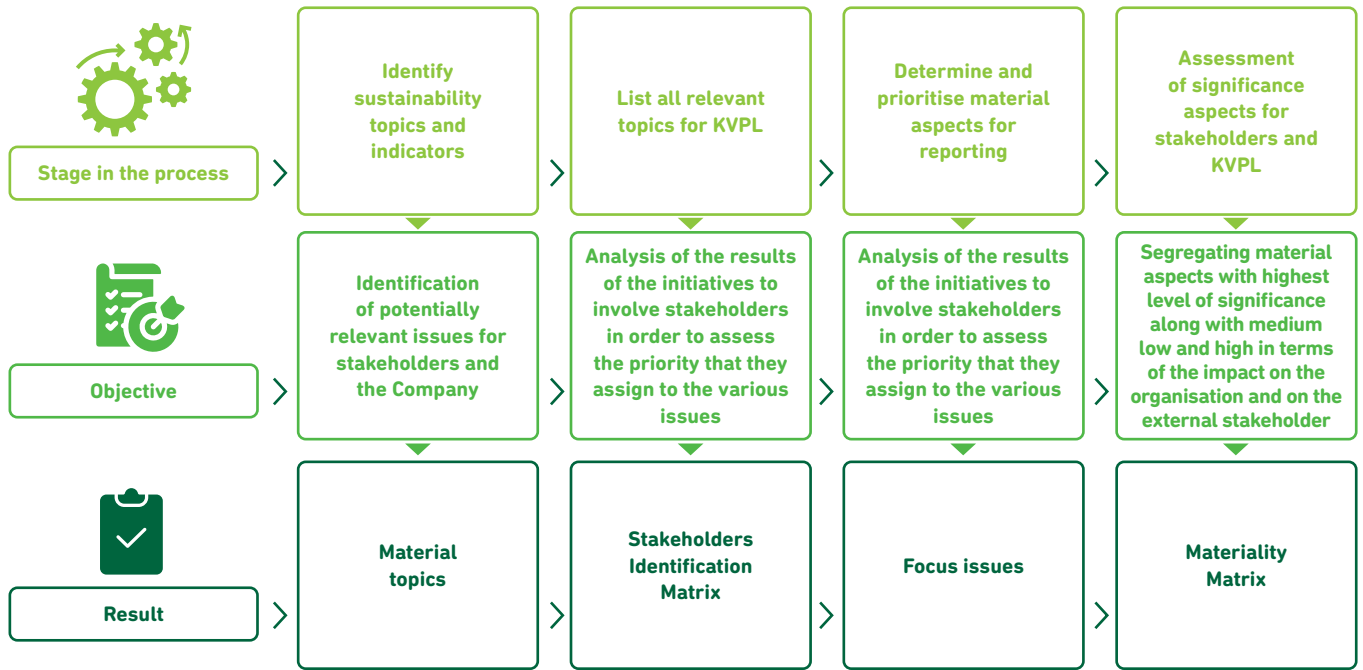 Stage in the process
Identify
sustainability
topics and
indicators
List all relevant
topics for KVPL
Determine and
prioritise material
aspects for
reporting
Assessment
of significance
aspects for
stakeholders and
KVPL
Objective
Identification
of potentially
relevant issues for
stakeholders and
the Company
Analysis of the results
of the initiatives to
involve stakeholders
in order to assess
the priority that they
assign to the various
issues
Analysis of the results
of the initiatives to
involve stakeholders
in order to assess
the priority that they
assign to the various
issues
Segregating material
aspects with highest
level of significance
along with medium
low and high in terms
of the impact on the
organisation and on the
external stakeholder
Result
Material
topics
Stakeholders
Identification
Matrix
Focus issues
Materiality
Matrix